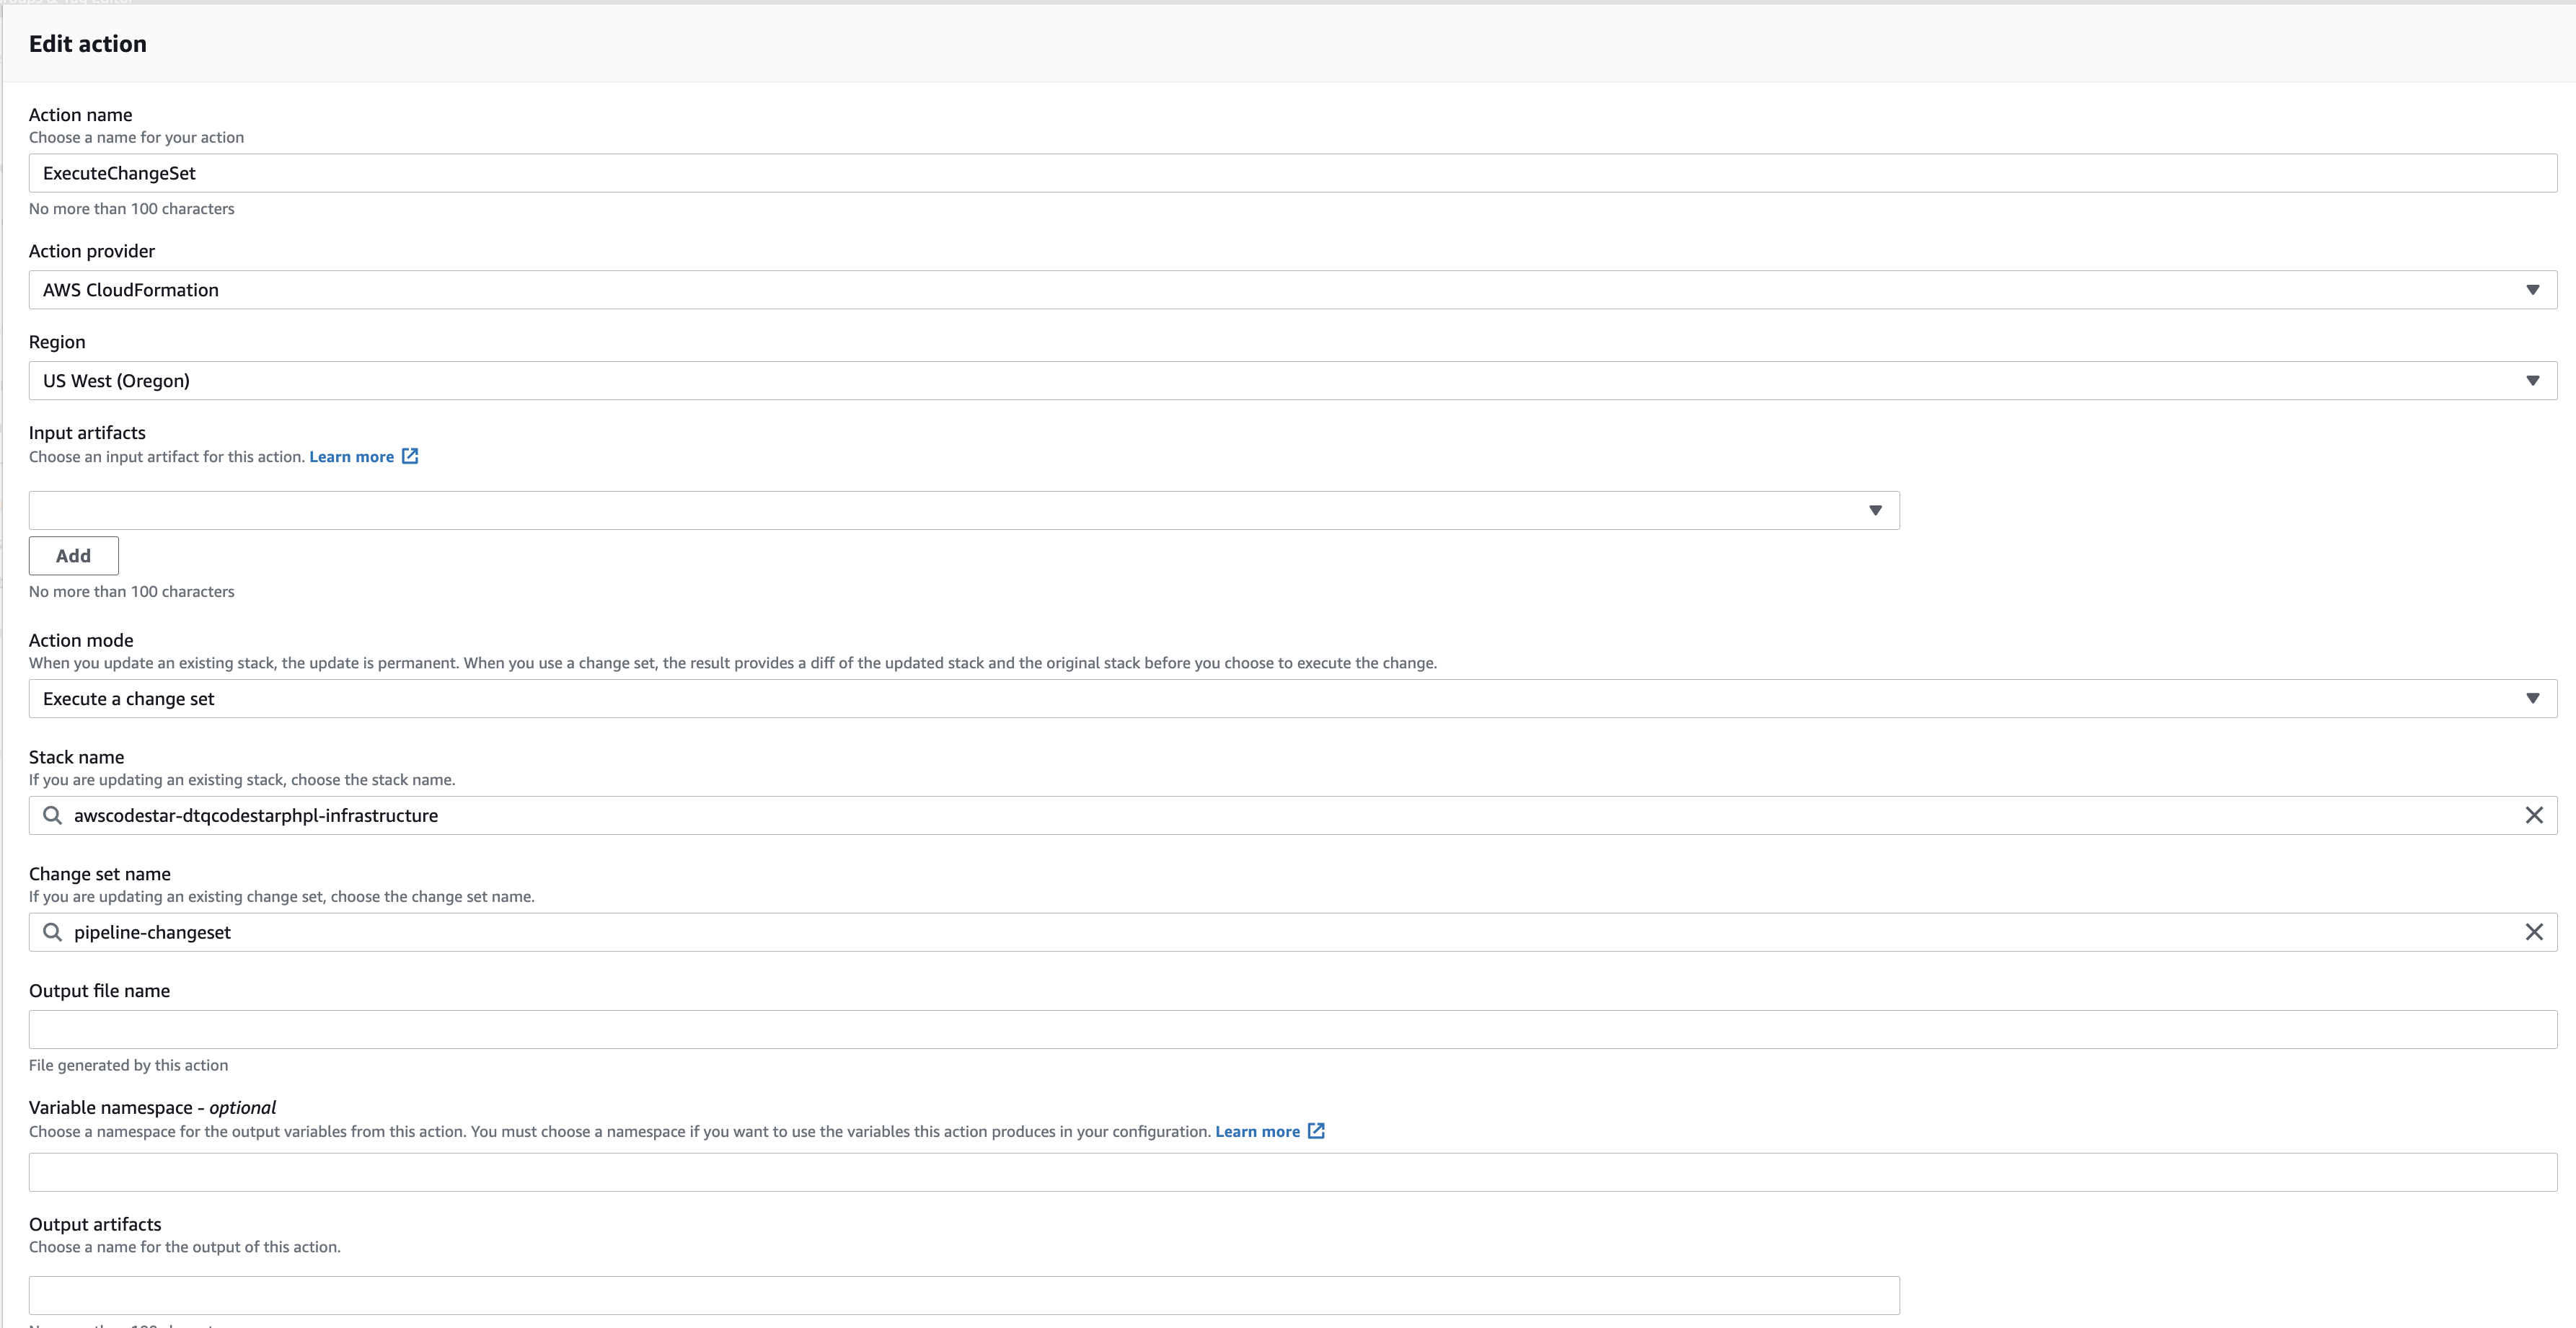 Edit action
Action name
Choose a name for your action
ExecuteChangeSet
No more than 100 characters
Action provider
AWS CloudFormation
Region
US West (Oregon)
Input artifacts
Choose an input artifact for this action. Learn more
Add
No more than 100 characters
Action mode
When you update an existing stack, the update is permanent. When you use a change set, the result provides a diff of the updated stack and the original stack before you choose to execute the change.
Execute a change set
Stack name
If you are updating an existing stack, choose the stack name.
awscodestar-dtqcodestarphpl-infrastructure
Change set name
If you are updating an existing change set, choose the change set name.
pipeline-changeset
Output file name
File generated by this action
Variable namespace - optional
Choose a namespace for the output variables from this action. You must choose a namespace if you want to use the variables this action produces in your configuration. Learn more
Output artifacts
Choose a name for the output of this action.